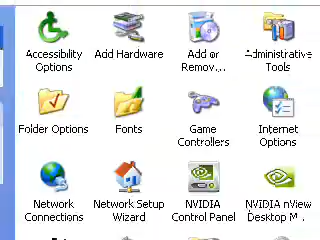 Accessibility Options
Add Hardware
Add or Remov...
Administrative Tools
Folder Options
Fonts
Game Controllers
Internet Options
Network Connections
Network Setup Wizard
NVIDIA Control Panel
NVIDIA nView Desktop M...